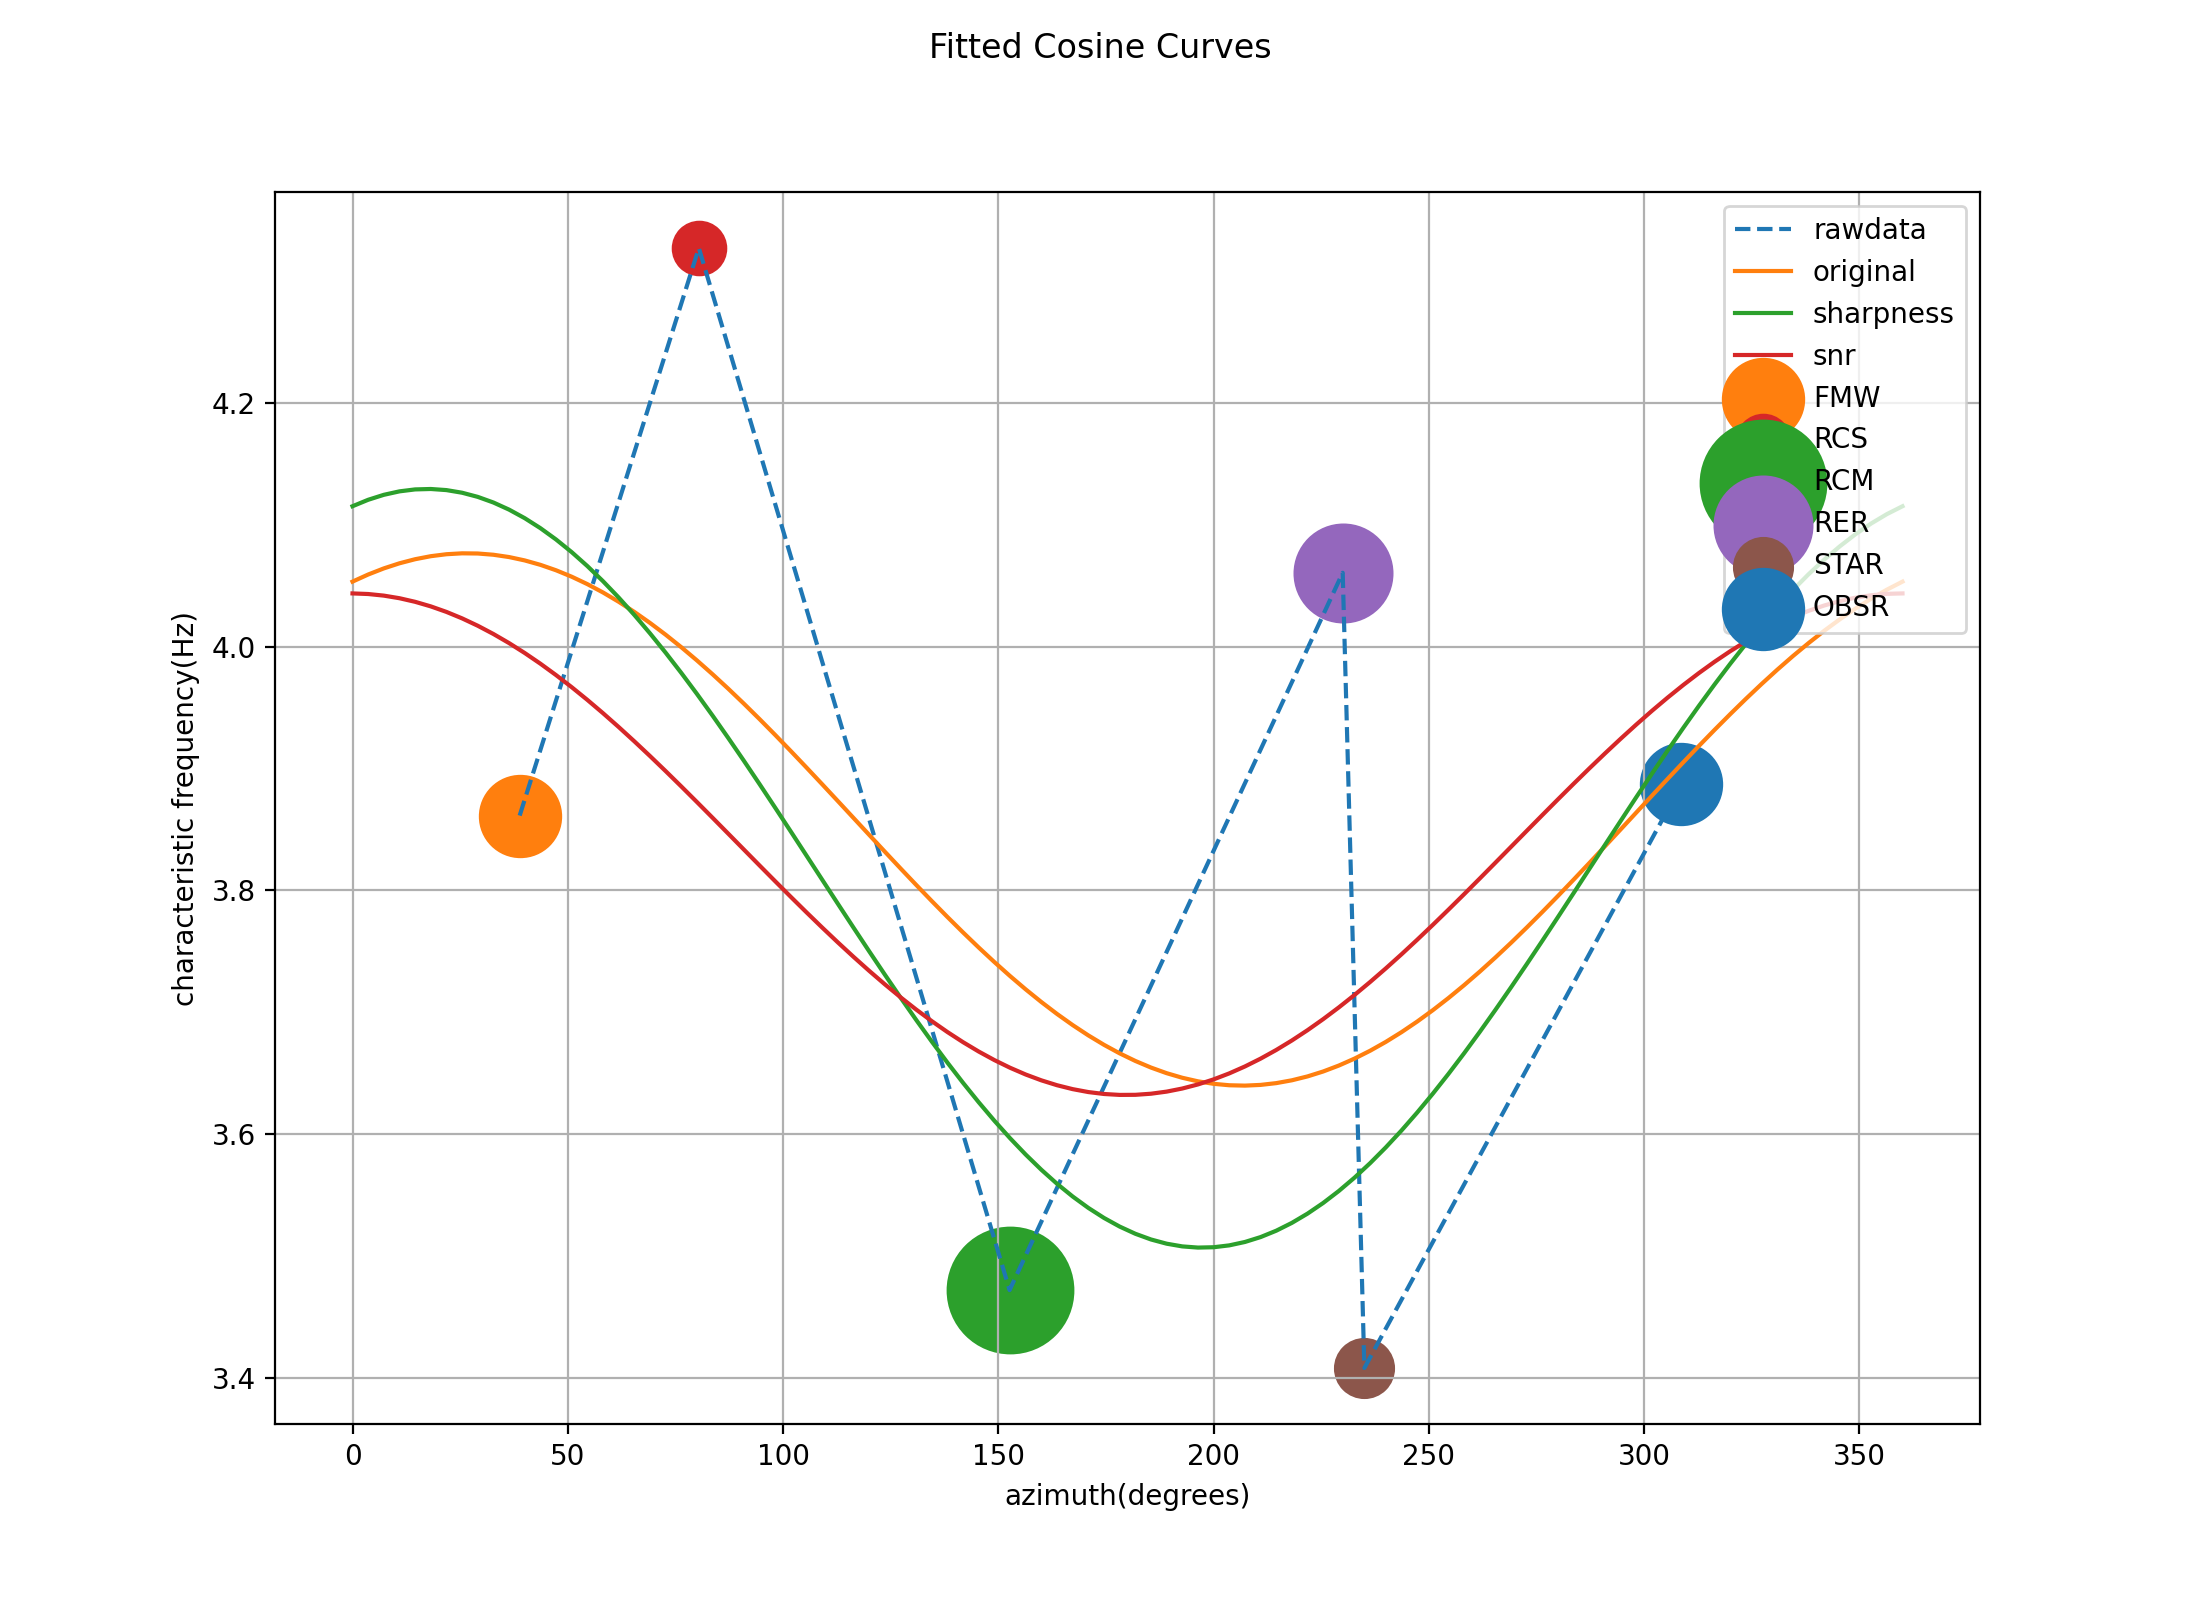 Fitted Cosine Curves
rawdata
original
sharpness
snr
FMW
RCS
RCM
RER
STAR
OBSR
characteristic frequency(Hz)
4.2
4.0
3.8
3.6
3.4
0 50 100 150 200 250 300 350
azimuth(degrees)